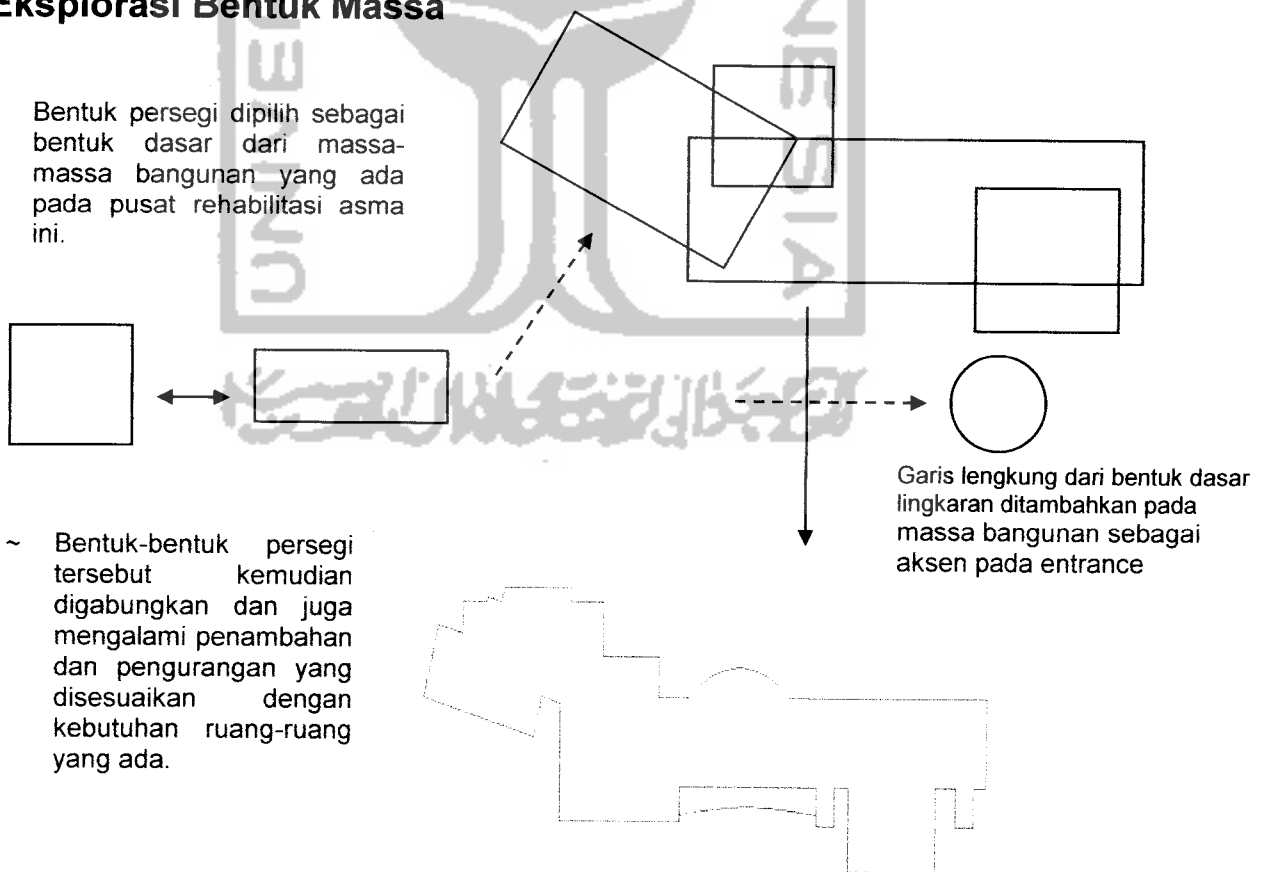 Eksplorasi Bentuk Massa
Bentuk persegi dipilih sebagai
bentuk dasar dari massa-
massa bangunan yang ada
pada pusat rehabilitasi asma
ini.
Garis lengkung dari bentuk dasar
lingkaran ditambahkan pada
massa bangunan sebagai
aksen pada entrance
~ Bentuk-bentuk persegi
tersebut kemudian
digabungkan dan juga
mengalami penambahan
dan pengurangan yang
disesuaikan dengan
kebutuhan ruang-ruang
yang ada.